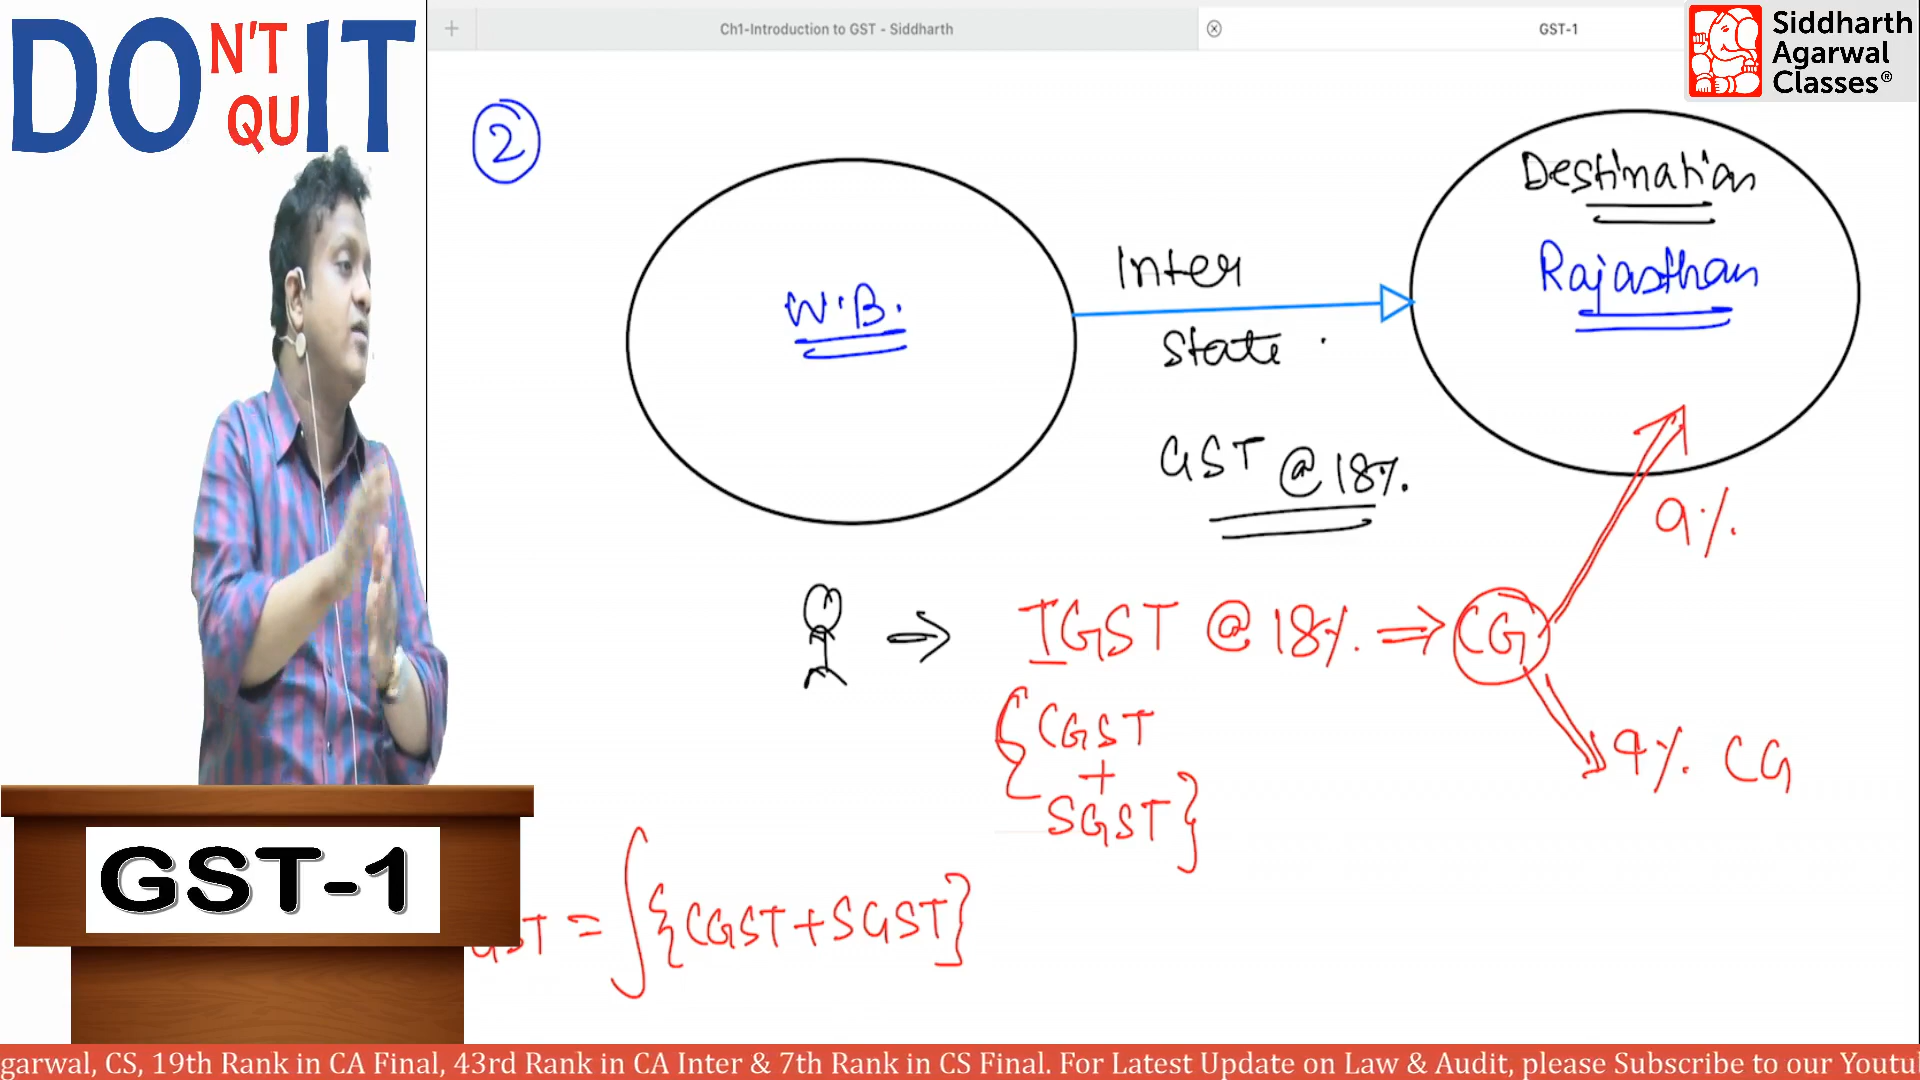 DON'T QUIT
Ch1-Introduction to GST - Siddharth
GST-1
Siddharth
Agarwal
Classes®
2
Destination
Rajasthan
W.B.
Inter
State
GST @ 18%.
9%.
IGST @ 18%. ⇒ CG
{CGST
+
SGST}
9%. CG
GST = ∫{CGST+SGST}
GST-1
garwal, CS, 19th Rank in CA Final, 43rd Rank in CA Inter & 7th Rank in CS Final. For Latest Update on Law & Audit, please Subscribe to our Youtu